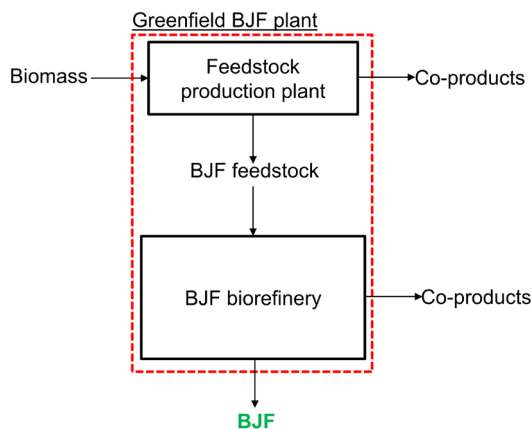 Greenfield BJF plant
Biomass
Feedstock
production plant
Co-products
BJF feedstock
BJF biorefinery
Co-products
BJF